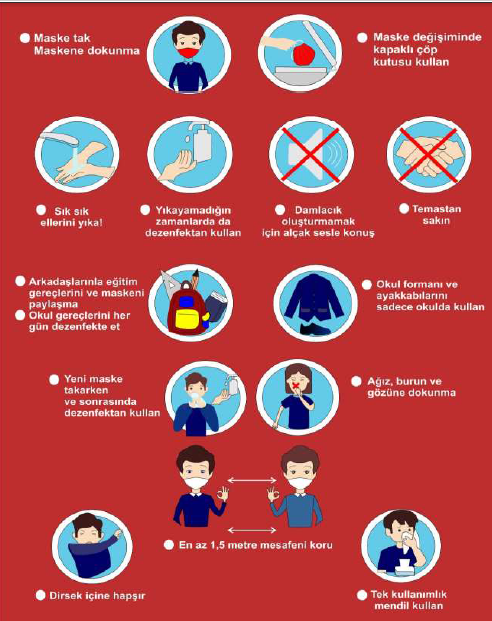 Maske tak
Maskene dokunma
Maske değişiminde
kapaklı çöp
kutusu kullan
Sık sık
ellerini yıka!
Yıkayamadığın
zamanlarda da
dezenfektan kullan
Damlacık
oluşturmamak
için alçak sesle konuş
Temastan
sakın
Arkadaşlarınla eğitim
gereçlerini ve maskeni
paylaşma
Okul gereçlerini her
gün dezenfekte et
Okul formanı ve
ayakkabılarını
sadece okulda kullan
Yeni maske
takarken
ve sonrasında
dezenfektan kullan
Ağız, burun ve
gözüne dokunma
En az 1,5 metre mesafeni koru
Dirsek içine hapşır
Tek kullanımlık
mendil kullan